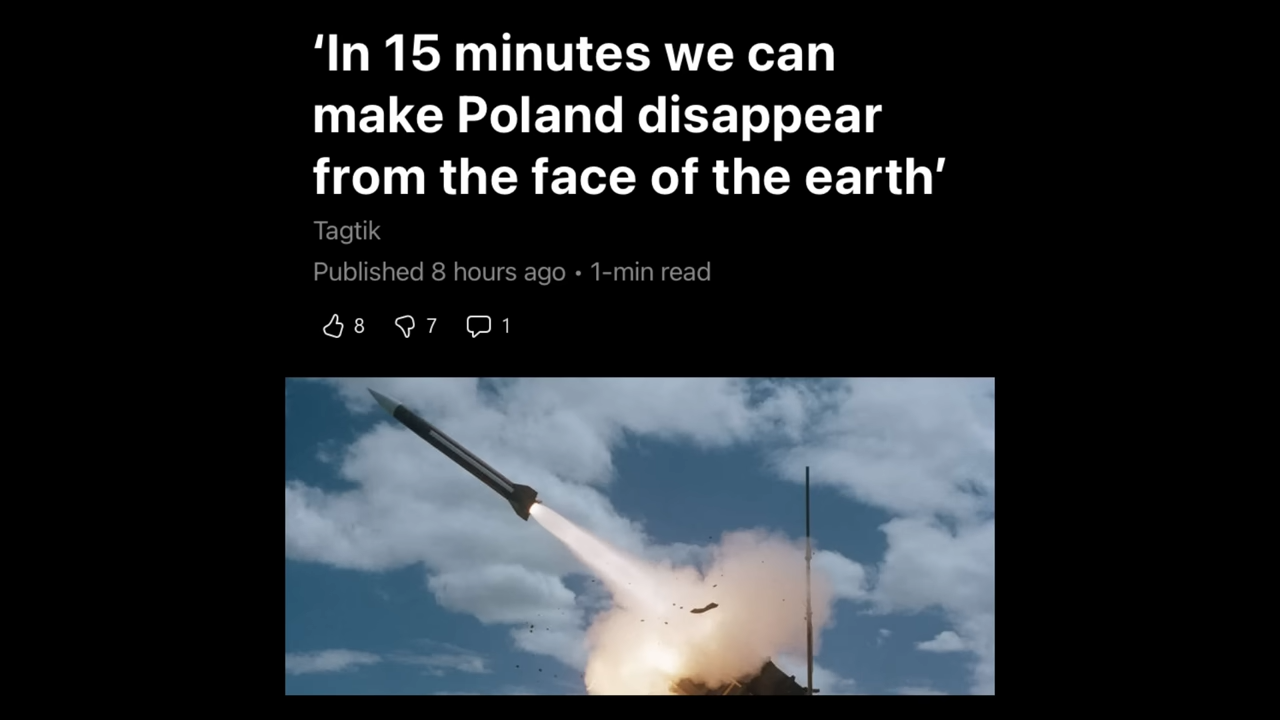 ‘In 15 minutes we can
make Poland disappear
from the face of the earth’
Tagtik
Published 8 hours ago • 1-min read
8 7 1